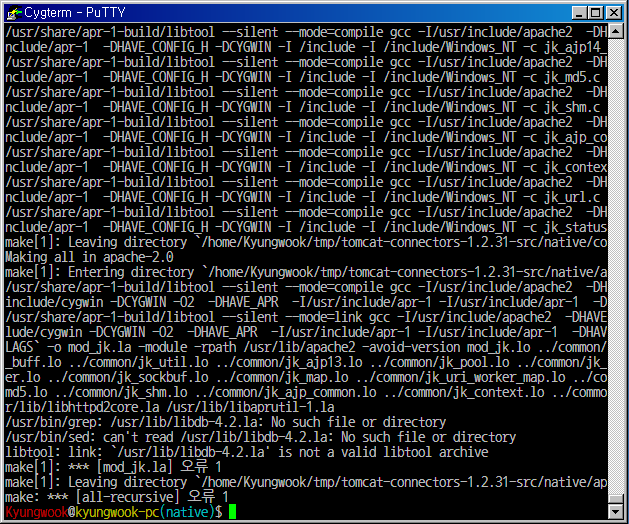 Cygterm - PuTTY
/usr/share/apr-1-build/libtool --silent --mode=compile gcc -I/usr/include/apache2  -DH
nclude/apr-1  -DHAVE_CONFIG_H -DCYGWIN -I /include -I /include/Windows_NT -c jk_ajp14_
/usr/share/apr-1-build/libtool --silent --mode=compile gcc -I/usr/include/apache2  -DH
nclude/apr-1  -DHAVE_CONFIG_H -DCYGWIN -I /include -I /include/Windows_NT -c jk_md5.c
/usr/share/apr-1-build/libtool --silent --mode=compile gcc -I/usr/include/apache2  -DH
nclude/apr-1  -DHAVE_CONFIG_H -DCYGWIN -I /include -I /include/Windows_NT -c jk_shm.c
/usr/share/apr-1-build/libtool --silent --mode=compile gcc -I/usr/include/apache2  -DH
nclude/apr-1  -DHAVE_CONFIG_H -DCYGWIN -I /include -I /include/Windows_NT -c jk_ajp_co
/usr/share/apr-1-build/libtool --silent --mode=compile gcc -I/usr/include/apache2  -DH
nclude/apr-1  -DHAVE_CONFIG_H -DCYGWIN -I /include -I /include/Windows_NT -c jk_contex
/usr/share/apr-1-build/libtool --silent --mode=compile gcc -I/usr/include/apache2  -DH
nclude/apr-1  -DHAVE_CONFIG_H -DCYGWIN -I /include -I /include/Windows_NT -c jk_url.c
/usr/share/apr-1-build/libtool --silent --mode=compile gcc -I/usr/include/apache2  -DH
nclude/apr-1  -DHAVE_CONFIG_H -DCYGWIN -I /include -I /include/Windows_NT -c jk_status
make[1]: Leaving directory `/home/Kyungwook/tmp/tomcat-connectors-1.2.31-src/native/co
Making all in apache-2.0
make[1]: Entering directory `/home/Kyungwook/tmp/tomcat-connectors-1.2.31-src/native/a
/usr/share/apr-1-build/libtool --silent --mode=compile gcc -I/usr/include/apache2  -DH
include/cygwin -DCYGWIN -O2  -DHAVE_APR  -I/usr/include/apr-1 -I/usr/include/apr-1  -D
/usr/share/apr-1-build/libtool --silent --mode=link gcc -I/usr/include/apache2  -DHAVE
lude/cygwin -DCYGWIN -O2  -DHAVE_APR  -I/usr/include/apr-1 -I/usr/include/apr-1  -DHAV
LAGS` -o mod_jk.la -module -rpath /usr/lib/apache2 -avoid-version mod_jk.lo ../common/
_buff.lo ../common/jk_util.lo ../common/jk_ajp13.lo ../common/jk_pool.lo ../common/jk_
er.lo ../common/jk_sockbuf.lo ../common/jk_map.lo ../common/jk_uri_worker_map.lo ../co
md5.lo ../common/jk_shm.lo ../common/jk_ajp_common.lo ../common/jk_context.lo ../commo
r/lib/libhttpd2core.la /usr/lib/libaprutil-1.la
/usr/bin/grep: /usr/lib/libdb-4.2.la: No such file or directory
/usr/bin/sed: can't read /usr/lib/libdb-4.2.la: No such file or directory
libtool: link: `/usr/lib/libdb-4.2.la' is not a valid libtool archive
make[1]: *** [mod_jk.la] 오류 1
make[1]: Leaving directory `/home/Kyungwook/tmp/tomcat-connectors-1.2.31-src/native/ap
make: *** [all-recursive] 오류 1
Kyungwook@kyungwook-pc(native)$